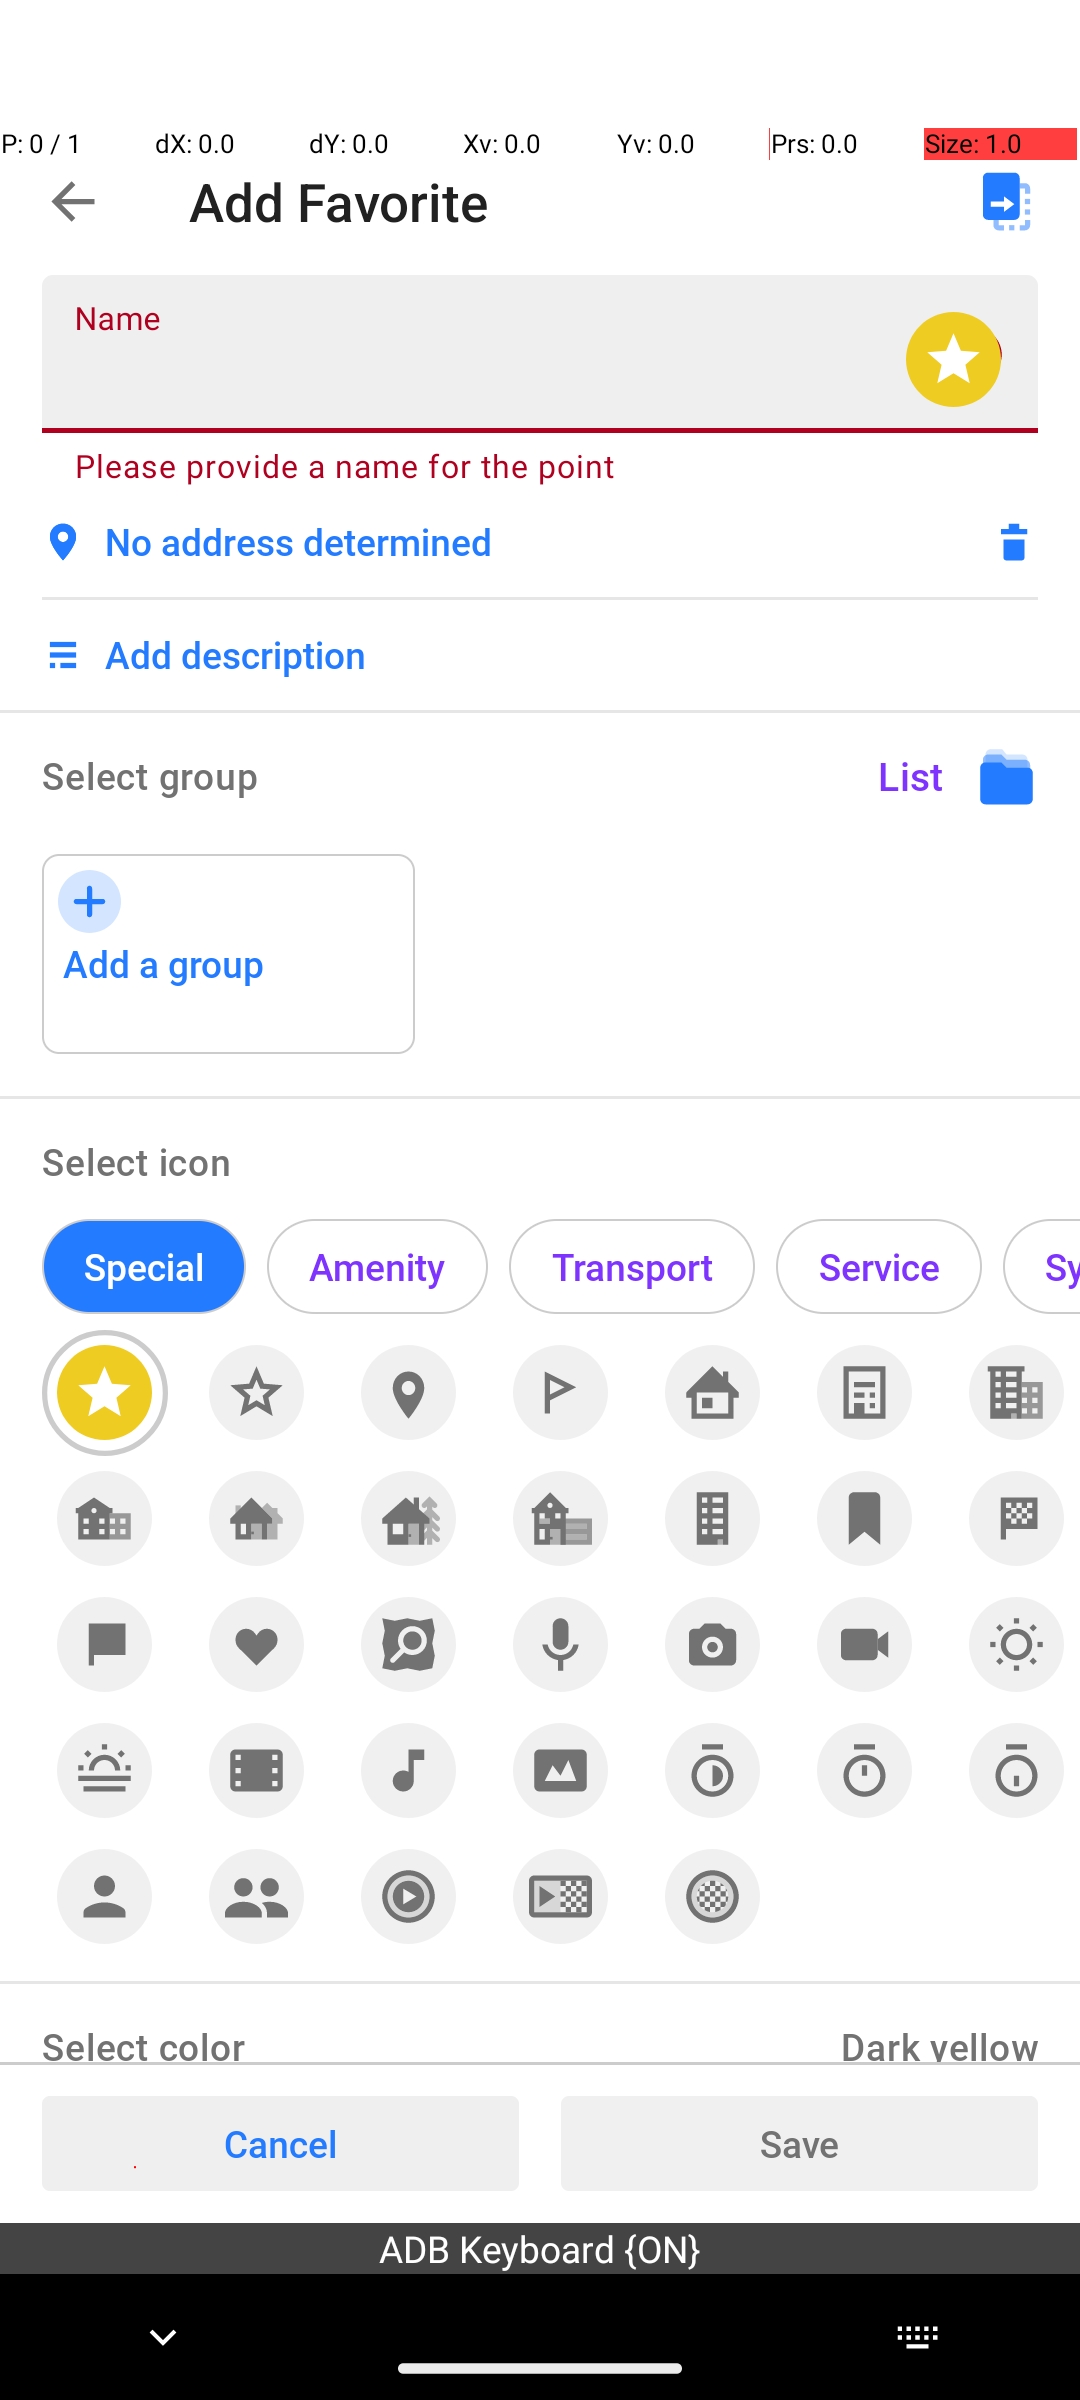 P: 0 / 1 dX: 0.0 dY: 0.0 Xv: 0.0 Yv: 0.0 Prs: 0.0 Size: 1.0
Add Favorite
Name
Please provide a name for the point
No address determined
Add description
Select group List
Add a group
Select icon
Special Amenity Transport Service Sy
Select color Dark yellow
Cancel Save
ADB Keyboard {ON}